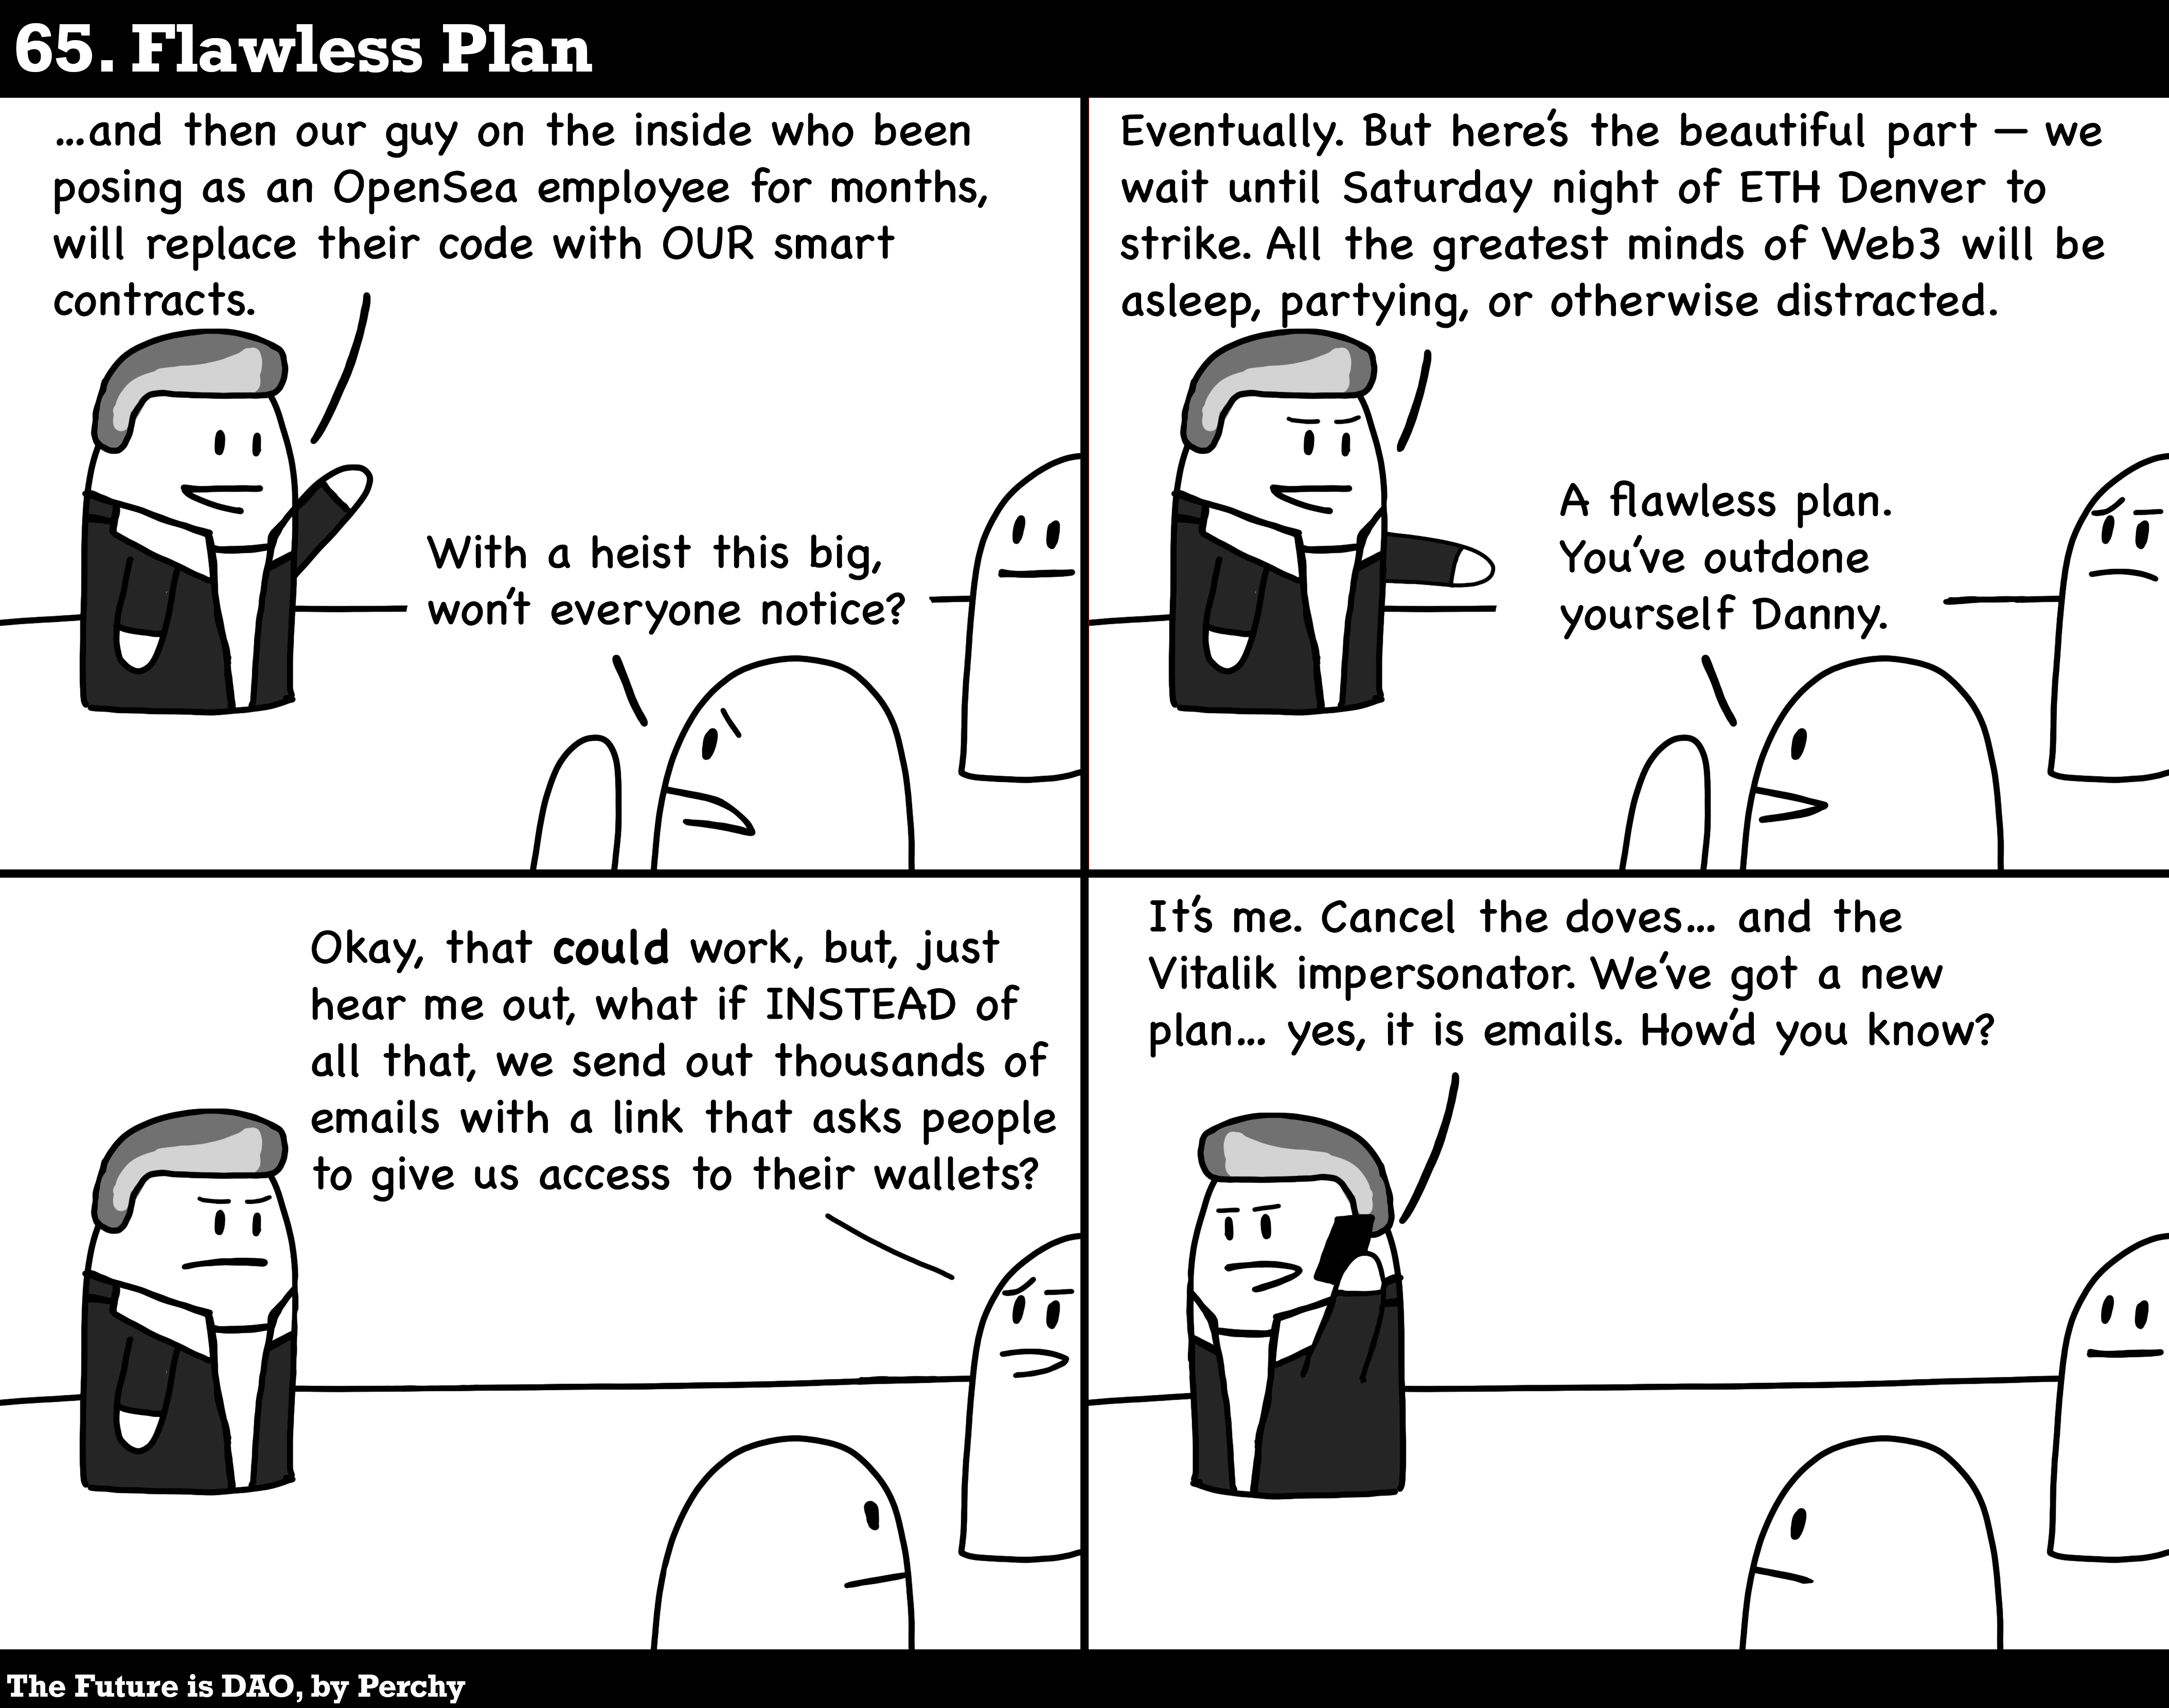 65. Flawless Plan
...and then our guy on the inside who been
posing as an OpenSea employee for months,
will replace their code with OUR smart
contracts.
With a heist this big,
won't everyone notice?
Eventually. But here's the beautiful part — we
wait until Saturday night of ETH Denver to
strike. All the greatest minds of Web3 will be
asleep, partying, or otherwise distracted.
A flawless plan.
You've outdone
yourself Danny.
Okay, that could work, but, just
hear me out, what if INSTEAD of
all that, we send out thousands of
emails with a link that asks people
to give us access to their wallets?
It's me. Cancel the doves... and the
Vitalik impersonator. We've got a new
plan... yes, it is emails. How'd you know?
The Future is DAO, by Perchy